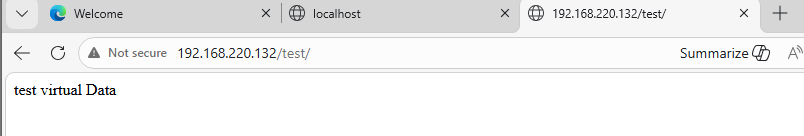 Welcome
localhost
192.168.220.132/test/
Not secure 192.168.220.132/test/ Summarize A
test virtual Data